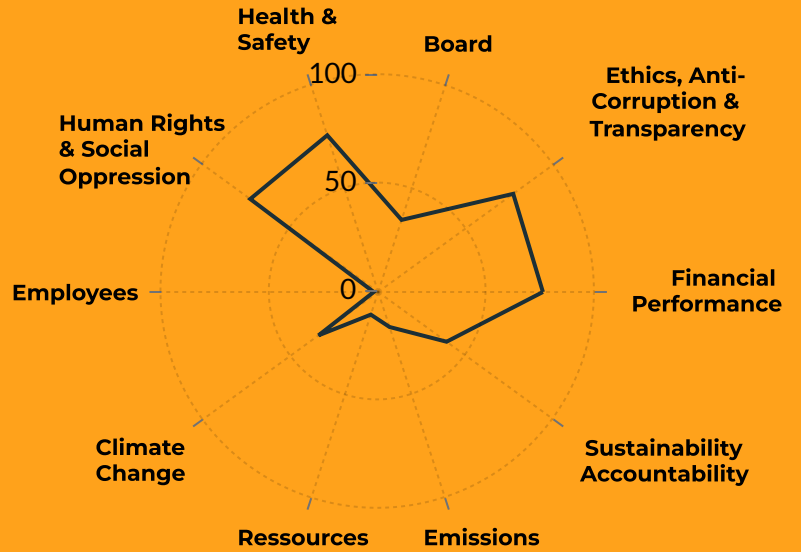 Health &
Safety
Board
100
Ethics, Anti-
Corruption &
Transparency
Human Rights
& Social
Oppression
50
Employees
0
Financial
Performance
Climate
Change
Sustainability
Accountability
Ressources
Emissions